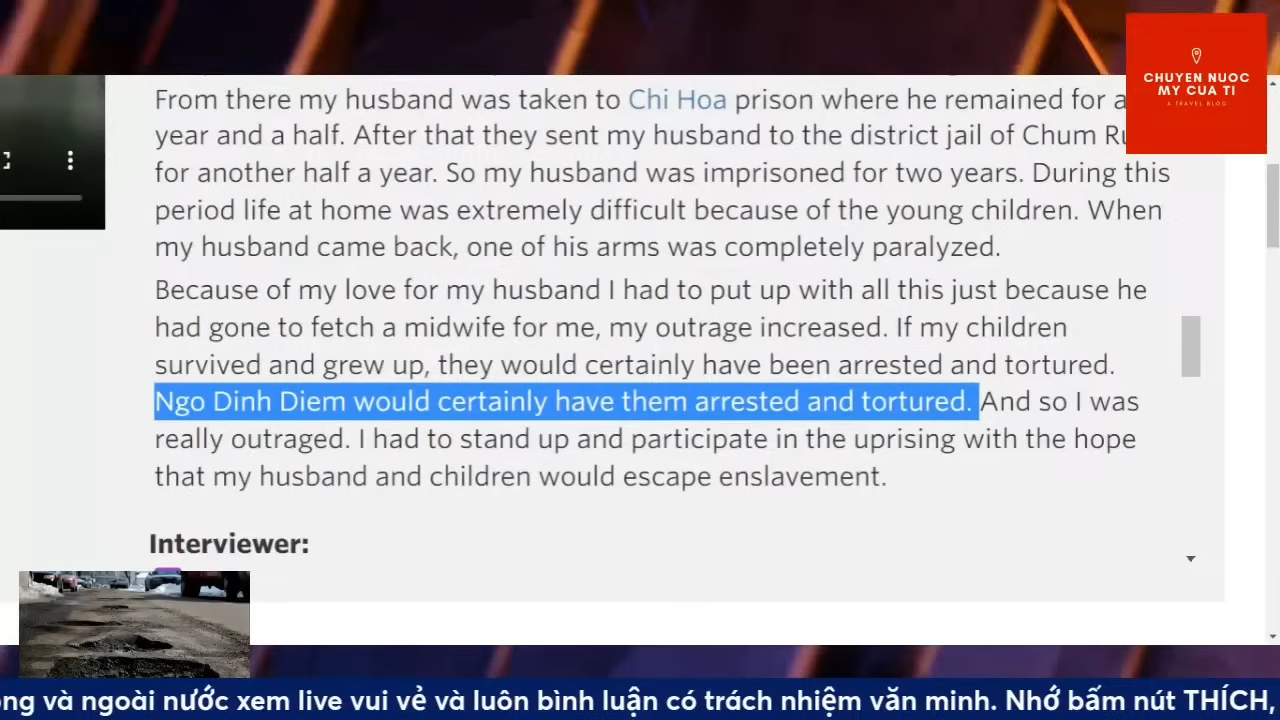 CHUYEN NUOC
MY CUA TI
A TRAVEL BLOG
From there my husband was taken to Chi Hoa prison where he remained for a
year and a half. After that they sent my husband to the district jail of Chum
for another half a year. So my husband was imprisoned for two years. During this
period life at home was extremely difficult because of the young children. When
my husband came back, one of his arms was completely paralyzed.
Because of my love for my husband I had to put up with all this just because he
had gone to fetch a midwife for me, my outrage increased. If my children
survived and grew up, they would certainly have been arrested and tortured.
Ngo Dinh Diem would certainly have them arrested and tortured. And so I was
really outraged. I had to stand up and participate in the uprising with the hope
that my husband and children would escape enslavement.
Interviewer:
và ngoài nước xem live vui vẻ và luôn bình luận có trách nhiệm văn minh. Nhớ bấm nút THÍCH,